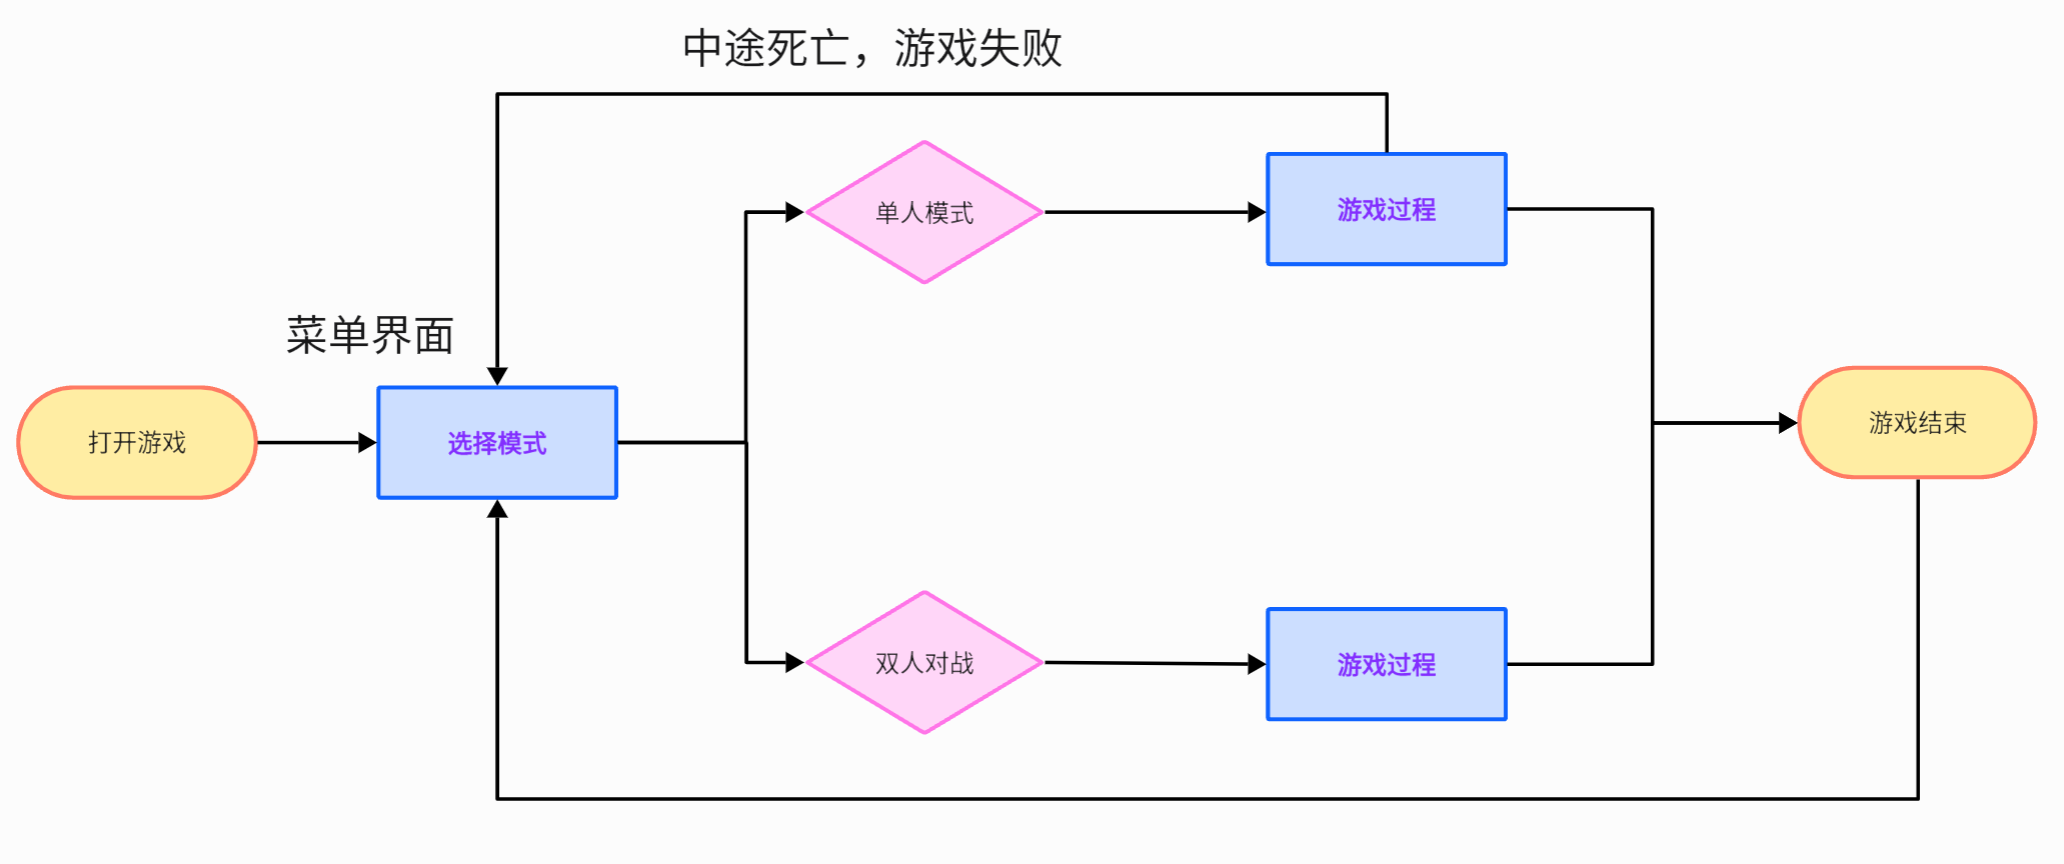 中途死亡，游戏失败
单人模式
游戏过程
菜单界面
打开游戏
选择模式
游戏结束
双人对战
游戏过程